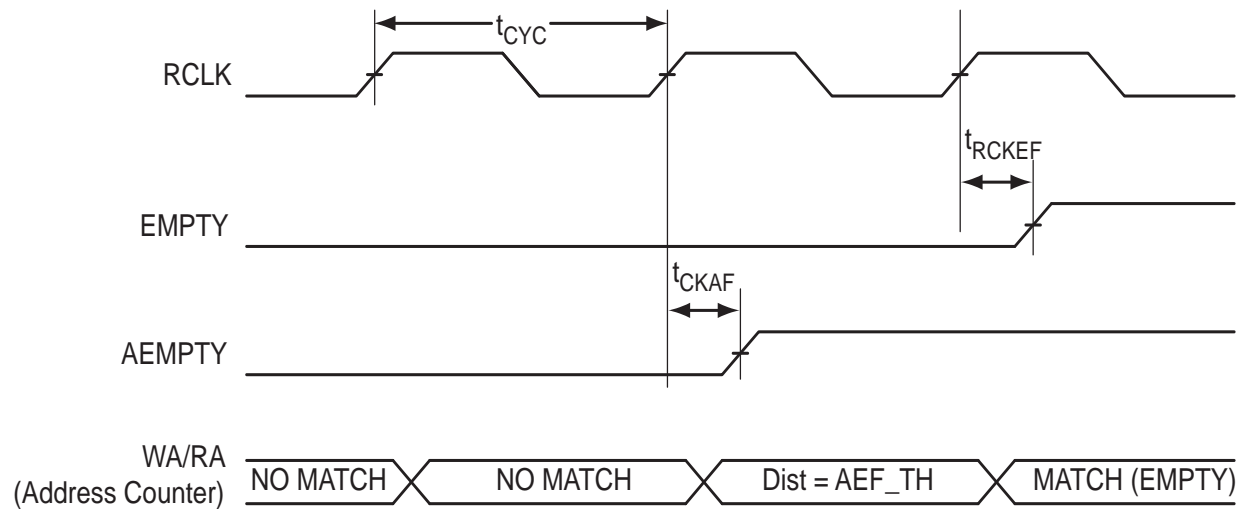 tCYC
RCLK
tRCKEF
EMPTY
tCKAF
AEMPTY
WA/RA
(Address Counter)
NO MATCH
NO MATCH
Dist = AEF_TH
MATCH (EMPTY)